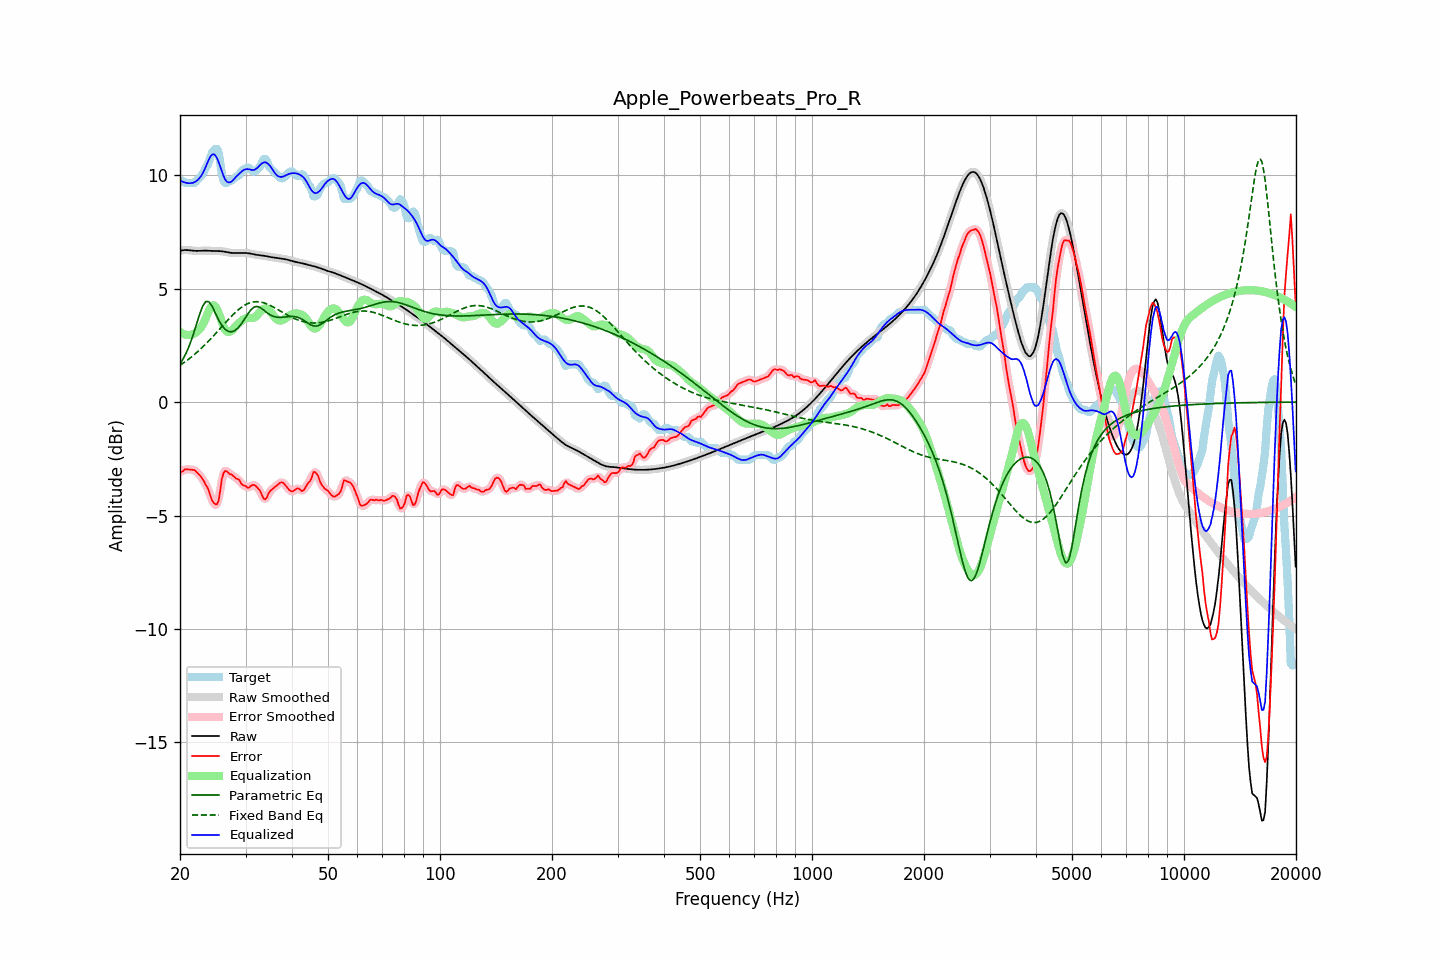 Apple_Powerbeats_Pro_R
10
5
0
−5
−10
−15
Amplitude (dBr)
Target
Raw Smoothed
Error Smoothed
Raw
Error
Equalization
Parametric Eq
Fixed Band Eq
Equalized
20 50 100 200 500 1000 2000 5000 10000 20000
Frequency (Hz)